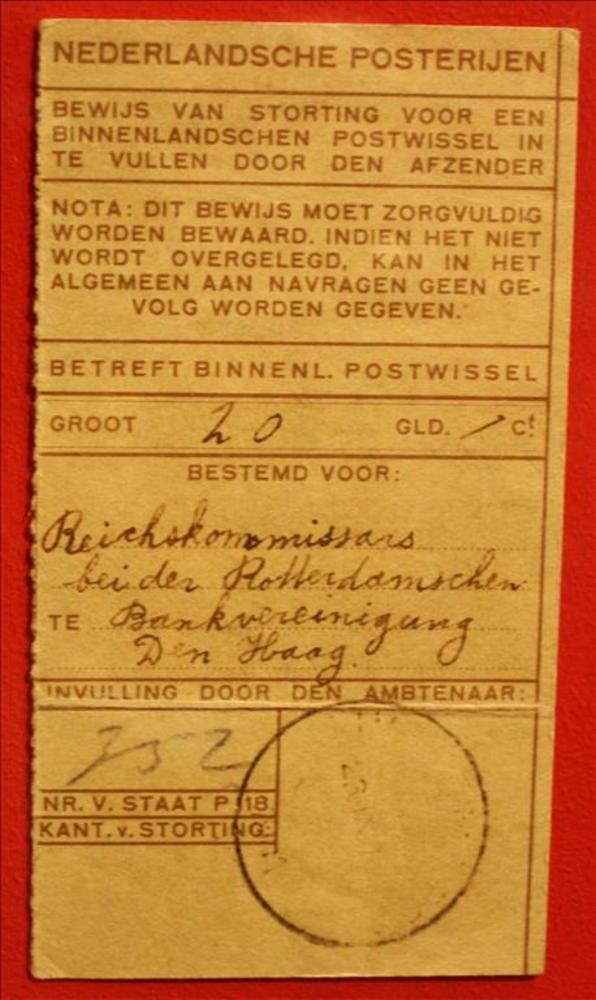 NEDERLANDSCHE POSTERIJEN
BEWIJS VAN STORTING VOOR EEN
BINNENLANDSCHEN POSTWISSEL IN
TE VULLEN DOOR DEN AFZENDER
NOTA: DIT BEWIJS MOET ZORGVULDIG
WORDEN BEWAARD. INDIEN HET NIET
WORDT OVERGELEGD, KAN IN HET
ALGEMEEN AAN NAVRAGEN GEEN GE-
VOLG WORDEN GEGEVEN.
BETREFT BINNENL. POSTWISSEL
GROOT 20 GLD. / Ct
BESTEMD VOOR:
Reichskommissars
bei der Rotterdamschen
TE Bankvereinigung
Den Haag.
INVULLING DOOR DEN AMBTENAAR:
352
NR. V. STAAT P 18
KANT. v. STORTING: